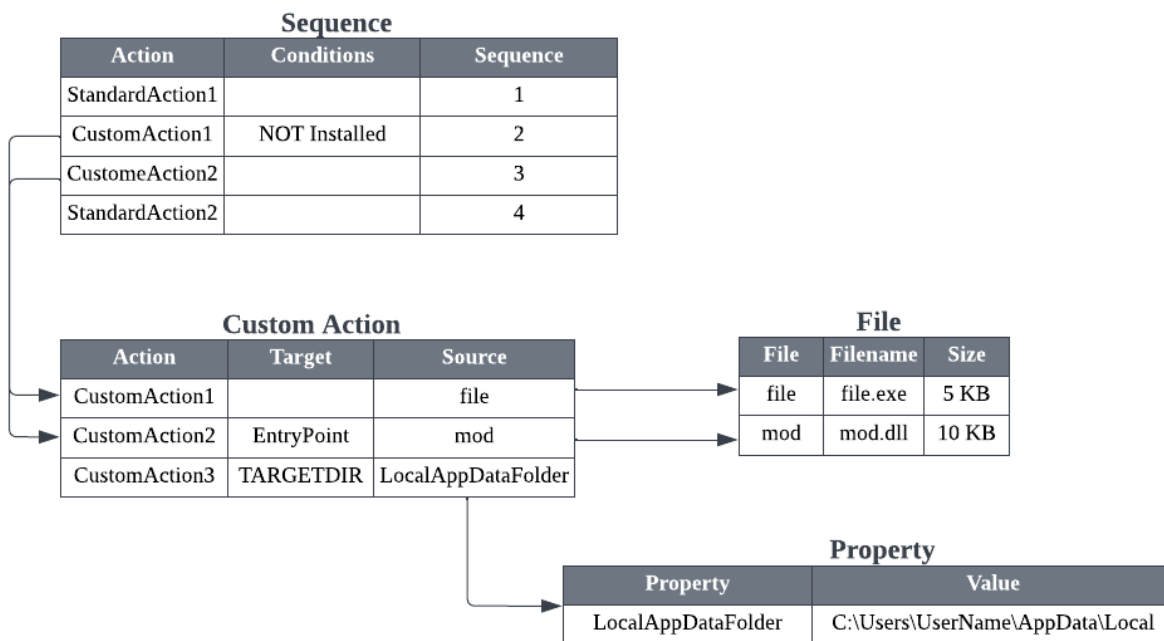 Sequence
Action Conditions Sequence
StandardAction1 1
CustomAction1 NOT Installed 2
CustomeAction2 3
StandardAction2 4
Custom Action
Action Target Source
CustomAction1 file
CustomAction2 EntryPoint mod
CustomAction3 TARGETDIR LocalAppDataFolder
File
File Filename Size
file file.exe 5 KB
mod mod.dll 10 KB
Property
Property Value
LocalAppDataFolder C:\Users\UserName\AppData\Local